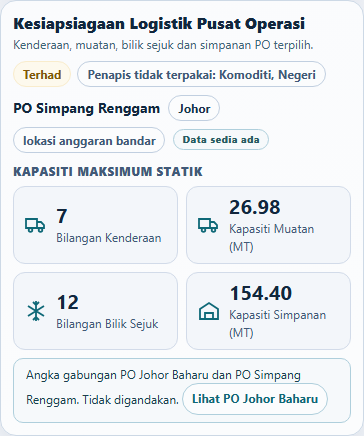 Kesiapsiagaan Logistik Pusat Operasi
Kenderaan, muatan, bilik sejuk dan simpanan PO terpilih.
Terhad
Penapis tidak terpakai: Komoditi, Negeri
PO Simpang Renggam
Johor
lokasi anggaran bandar
Data sedia ada
KAPASITI MAKSIMUM STATIK
7
Bilangan Kenderaan
26.98
Kapasiti Muatan
(MT)
12
Bilangan Bilik Sejuk
154.40
Kapasiti Simpanan
(MT)
Angka gabungan PO Johor Baharu dan PO Simpang
Renggam. Tidak digandakan. Lihat PO Johor Baharu